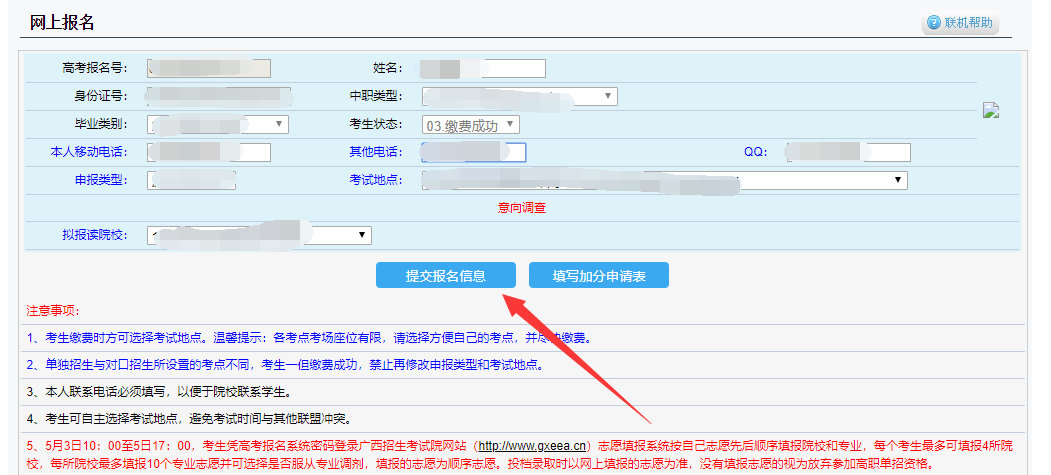 网上报名
联机帮助
高考报名号： 姓名：
身份证号： 中职类型：
毕业类别： 考生状态： 03.缴费成功
本人移动电话： 其他电话： QQ：
申报类型： 考试地点：
意向调查
拟报读院校：
提交报名信息 填写加分申请表
注意事项：
1、考生缴费时方可选择考试地点。温馨提示：各考点考场座位有限，请选择方便自己的考点，并尽快缴费。
2、单独招生与对口招生所设置的考点不同，考生一但缴费成功，禁止再修改申报类型和考试地点。
3、本人联系电话必须填写，以便于院校联系学生。
4、考生可自主选择考试地点，避免考试时间与其他联盟冲突。
5、5月3日10：00至5日17：00，考生凭高考报名系统密码登录广西招生考试院网站（http://www.gxeea.cn）志愿填报系统按自己志愿先后顺序填报院校和专业，每个考生最多可填报4所院
校，每所院校最多填报10个专业志愿并可选择是否服从专业调剂，填报的志愿为顺序志愿。投档录取时以网上填报的志愿为准，没有填报志愿的视为放弃参加高职单招资格。